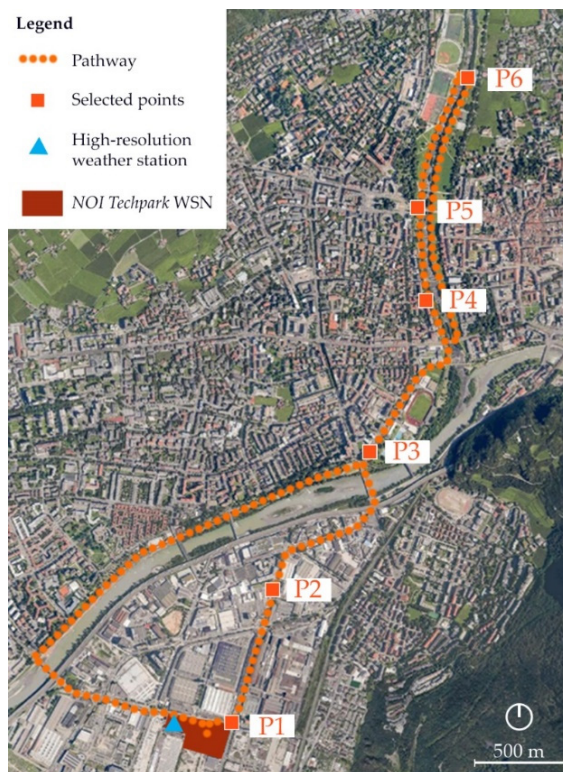 Legend
Pathway
Selected points
High-resolution
weather station
NOI Techpark WSN
P6
P5
P4
P3
P2
P1
500 m